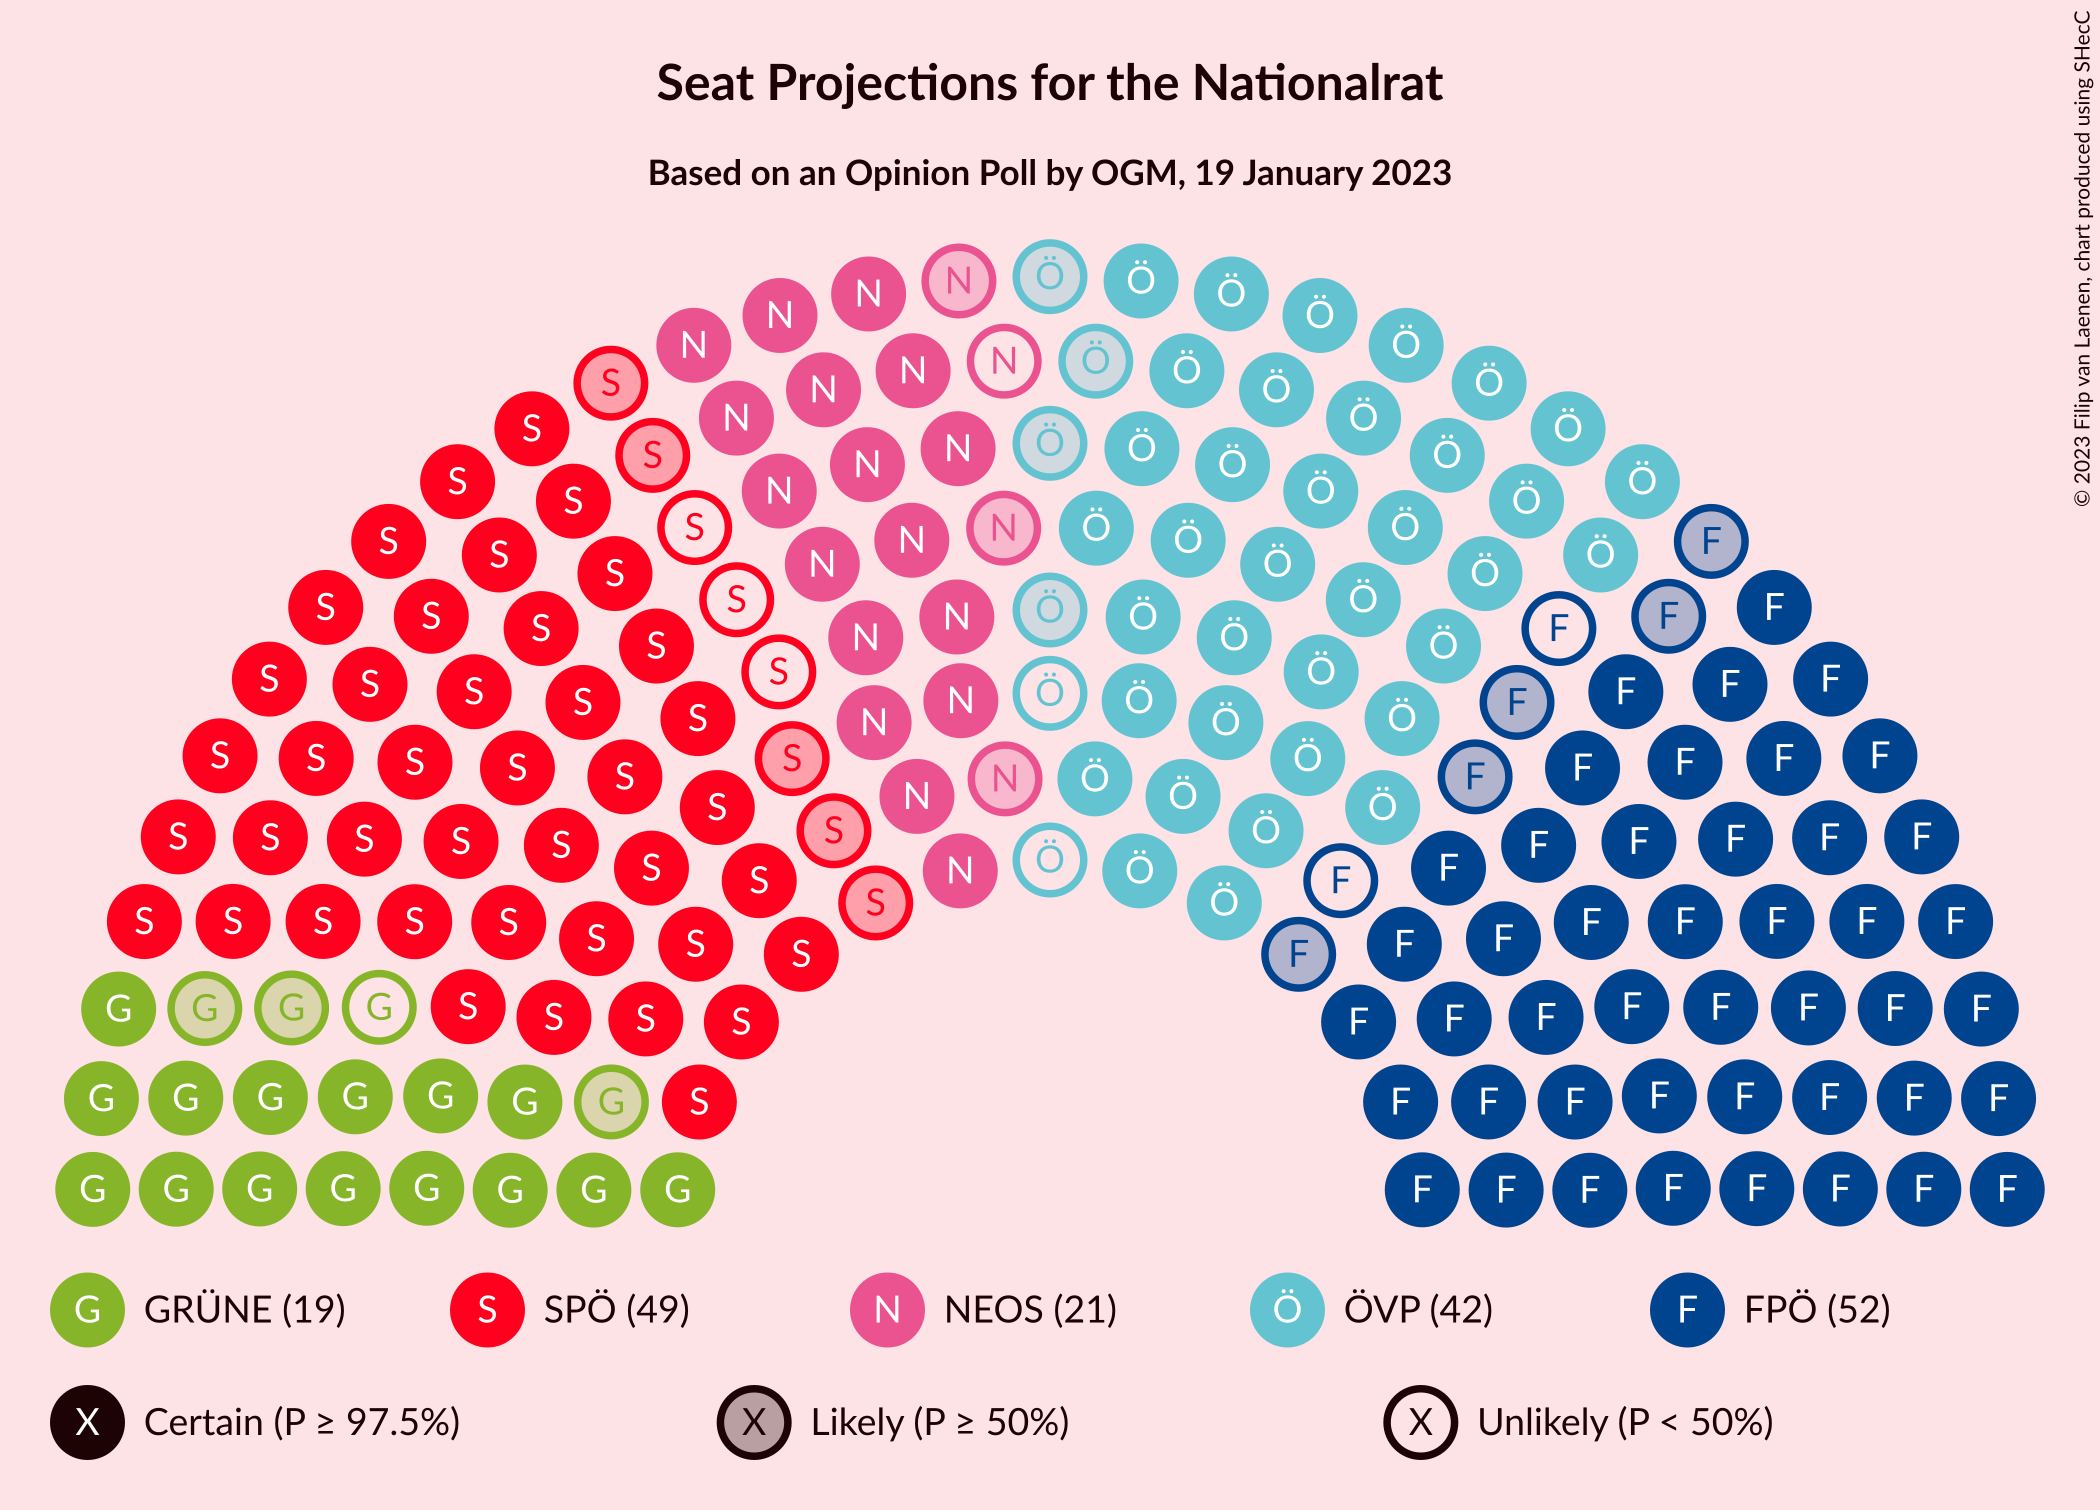 Seat Projections for the Nationalrat
Based on an Opinion Poll by OGM, 19 January 2023
© 2023 Filip van Laenen, chart produced using SHecC
N N Ö Ö Ö
N N Ö Ö
N N Ö Ö Ö
S N N Ö Ö Ö
S N N Ö Ö Ö
S S N N Ö Ö Ö Ö
S S N N Ö Ö Ö Ö
S S S N N Ö Ö Ö Ö F
S S S N N Ö Ö Ö Ö
S S S S N N Ö Ö Ö F F F
S S S S N N Ö Ö Ö Ö F F F F
S S S S N N Ö Ö Ö Ö F F F F
S S S S S S N N Ö Ö Ö Ö F F F F F
S S S S S S S S N Ö Ö F F F F F F F
S S S S S S S S S Ö F F F F F F F F
G G G G S S S S F F F F F F F F
G G G G G G G S F F F F F F F F
G G G G G G G G F F F F F F F F
G GRÜNE (19) S SPÖ (49) N NEOS (21) Ö ÖVP (42) F FPÖ (52)
X Certain (P ≥ 97.5%) X Likely (P ≥ 50%) X Unlikely (P < 50%)